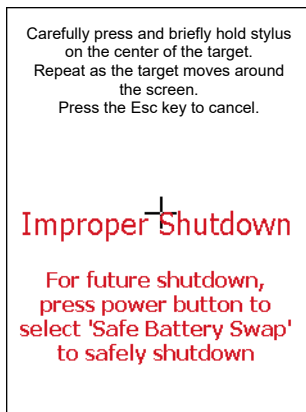 Carefully press and briefly hold stylus
on the center of the target.
Repeat as the target moves around
the screen.
Press the Esc key to cancel.
Improper Shutdown
For future shutdown,
press power button to
select 'Safe Battery Swap'
to safely shutdown